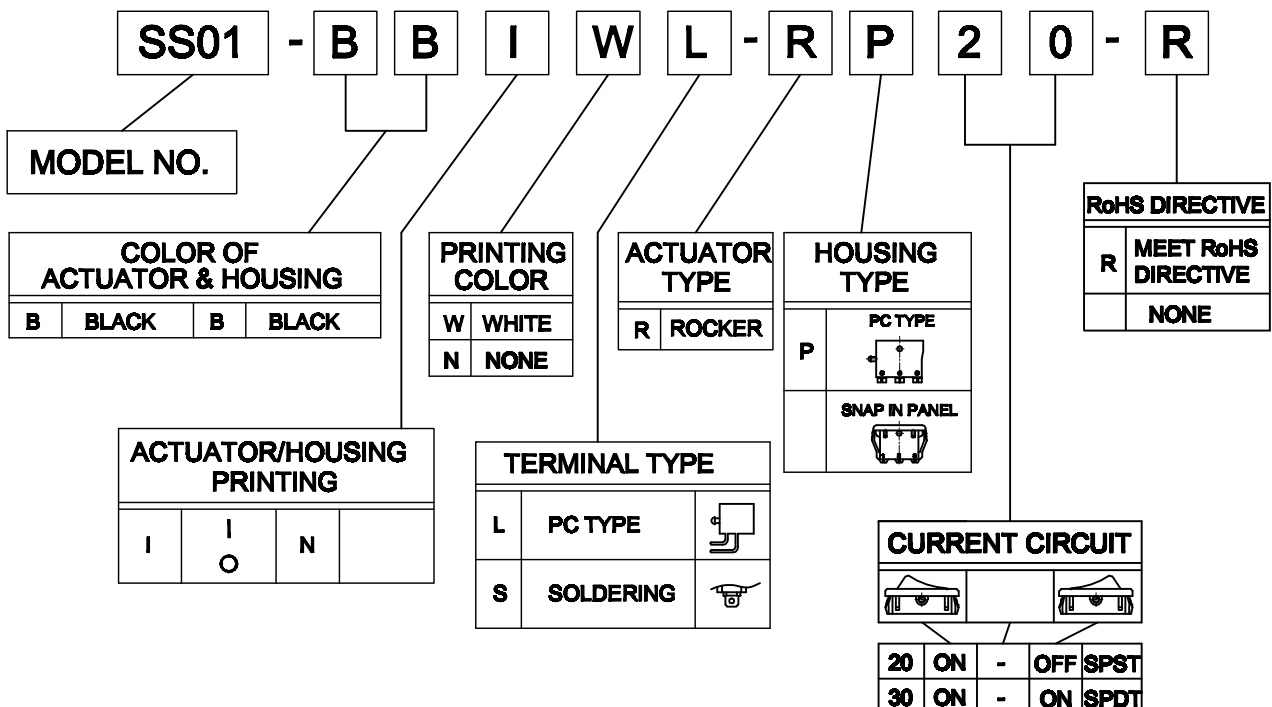 SS01 - B B I W L - R P 2 0 - R
MODEL NO.
COLOR OF
ACTUATOR & HOUSING
B BLACK B BLACK
PRINTING
COLOR
W WHITE
N NONE
ACTUATOR
TYPE
R ROCKER
HOUSING
TYPE
P PC TYPE
SNAP IN PANEL
RoHS DIRECTIVE
R MEET RoHS
DIRECTIVE
NONE
ACTUATOR/HOUSING
PRINTING
I I O N
TERMINAL TYPE
L PC TYPE
S SOLDERING
CURRENT CIRCUIT
20 ON - OFF SPST
30 ON - ON SPDT